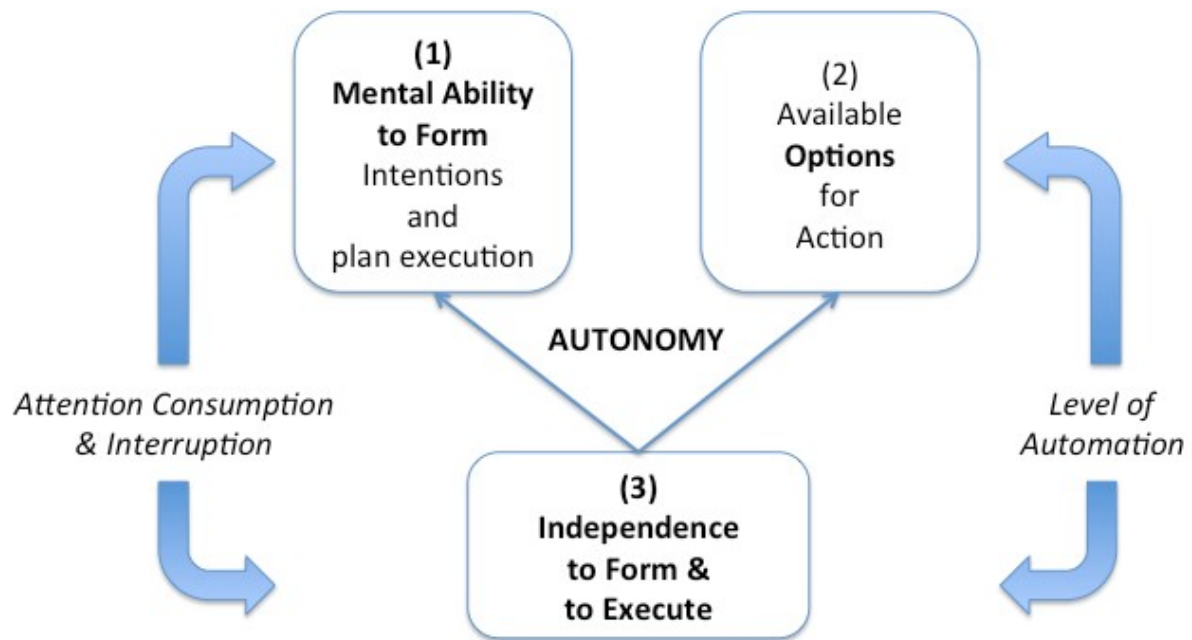 (1)
Mental Ability
to Form
Intentions
and
plan execution
(2)
Available
Options
for
Action
AUTONOMY
Attention Consumption
& Interruption
Level of
Automation
(3)
Independence
to Form &
to Execute